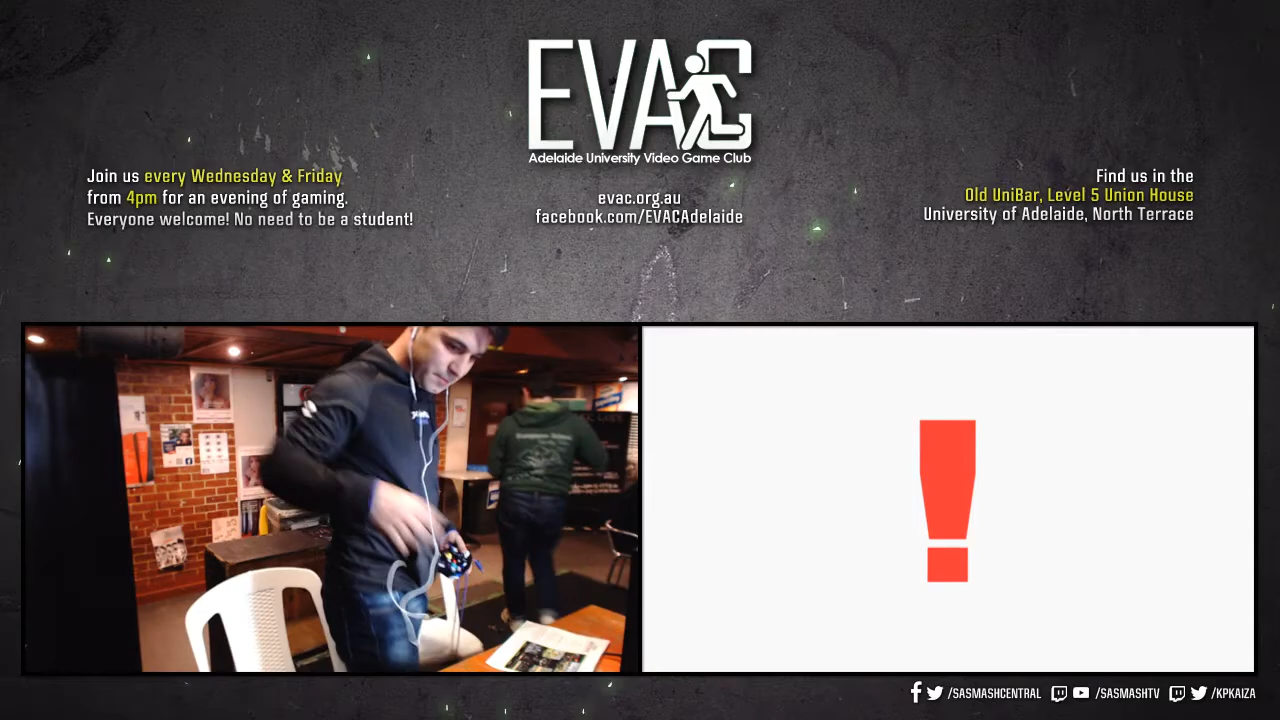 EVAC
Adelaide University Video Game Club
Join us every Wednesday & Friday
from 4pm for an evening of gaming.
Everyone welcome! No need to be a student!
evac.org.au
facebook.com/EVACAdelaide
Find us in the
Old UniBar, Level 5 Union House
University of Adelaide, North Terrace
!
/SASMASHCENTRAL /SASMASHTV /KPKAIZA